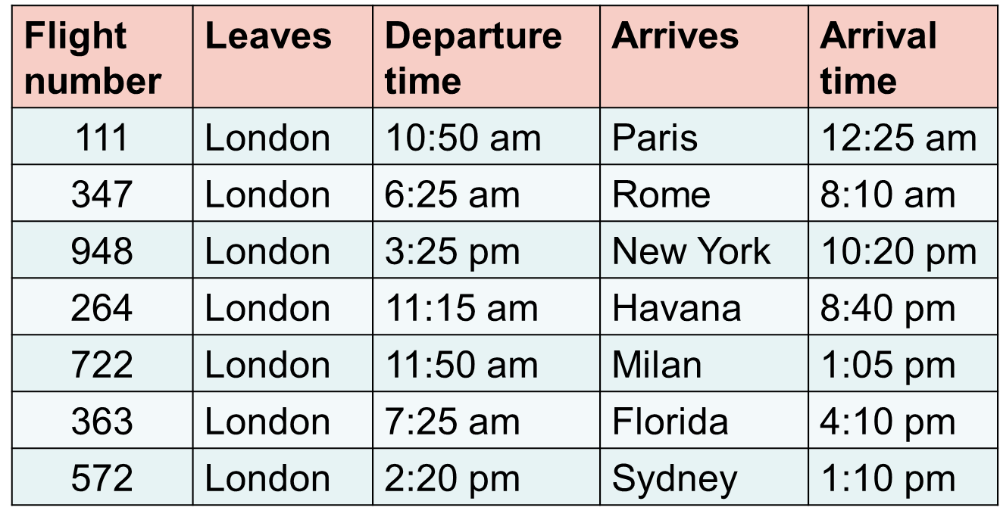 Flight number Leaves Departure time Arrives Arrival time
111 London 10:50 am Paris 12:25 am
347 London 6:25 am Rome 8:10 am
948 London 3:25 pm New York 10:20 pm
264 London 11:15 am Havana 8:40 pm
722 London 11:50 am Milan 1:05 pm
363 London 7:25 am Florida 4:10 pm
572 London 2:20 pm Sydney 1:10 pm